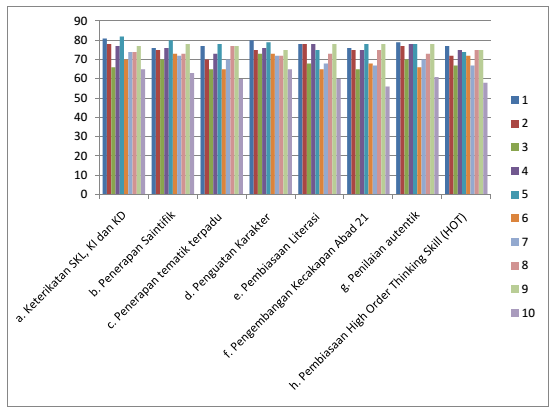 90
80
70
60
50
40
30
20
10
0
a. Keterikatan SKL, KI dan KD
b. Penerapan Saintifik
c. Penerapan tematik terpadu
d. Penguatan Karakter
e. Pembiasaan Literasi
f. Pengembangan Kecakapan Abad 21
g. Penilaian autentik
h. Pembiasaan High Order Thinking Skill (HOT)
1
2
3
4
5
6
7
8
9
10